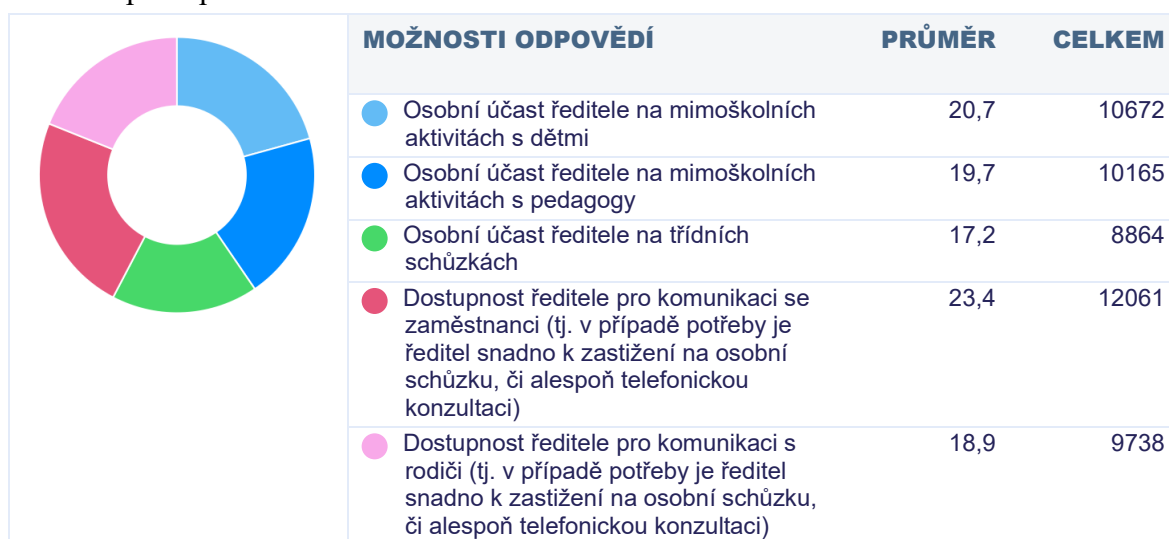 MOŽNOSTI ODPOVĚDÍ PRŮMĚR CELKEM
Osobní účast ředitele na mimoškolních 20,7 10672
aktivitách s dětmi
Osobní účast ředitele na mimoškolních 19,7 10165
aktivitách s pedagogy
Osobní účast ředitele na třídních 17,2 8864
schůzkách
Dostupnost ředitele pro komunikaci se 23,4 12061
zaměstnanci (tj. v případě potřeby je
ředitel snadno k zastižení na osobní
schůzku, či alespoň telefonickou
konzultaci)
Dostupnost ředitele pro komunikaci s 18,9 9738
rodiči (tj. v případě potřeby je ředitel
snadno k zastižení na osobní schůzku,
či alespoň telefonickou konzultaci)